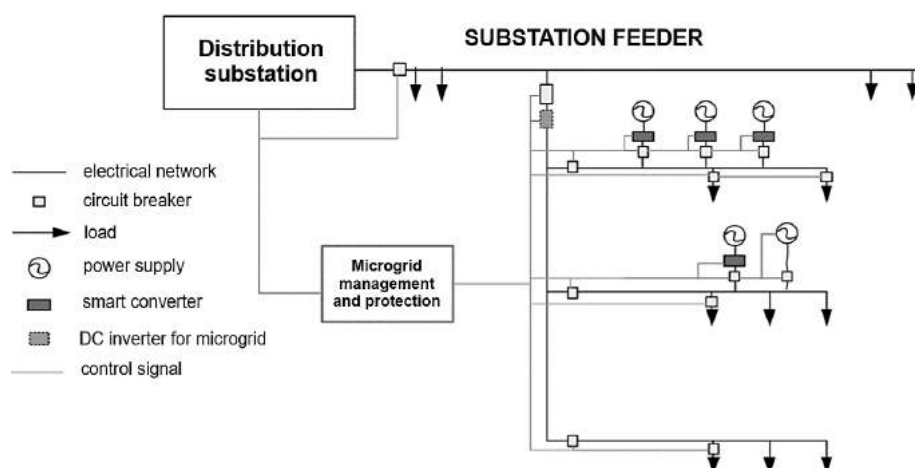 Distribution
substation
SUBSTATION FEEDER
electrical network
circuit breaker
load
power supply
smart converter
DC inverter for microgrid
control signal
Microgrid
management
and protection